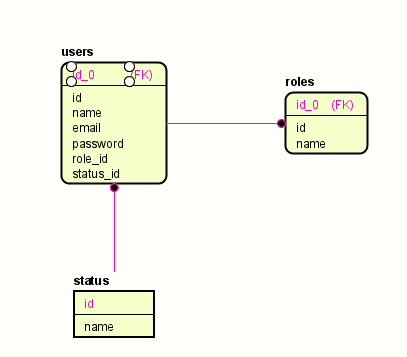 users
id_0 (FK)
id
name
email
password
role_id
status_id
roles
id_0 (FK)
id
name
status
id
name